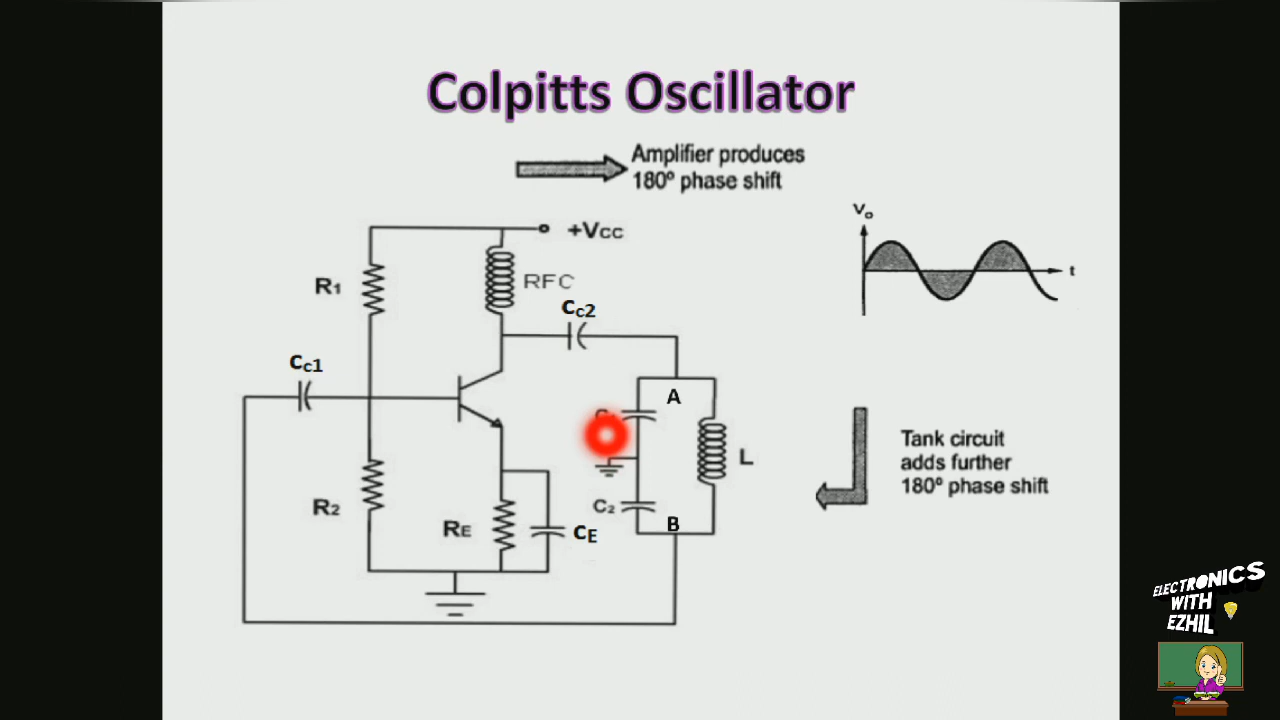 Colpitts Oscillator
Amplifier produces
180º phase shift
Vo
t
+VCC
R1
RFC
Cc2
Cc1
A
L
Tank circuit
adds further
180º phase shift
R2
C2
B
RE
CE
ELECTRONICS
WITH
EZHIL